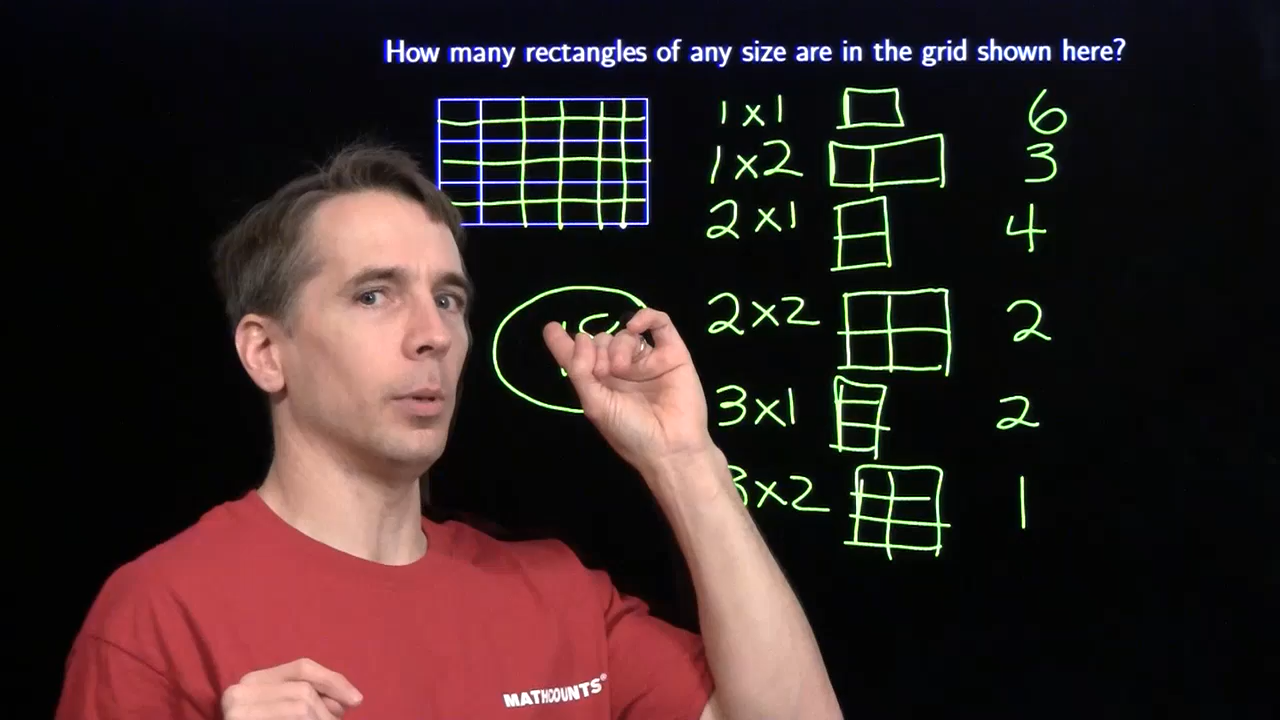 How many rectangles of any size are in the grid shown here?
1x1 6
1x2 3
2x1 4
2x2 2
3x1 2
3x2 1
MATHCOUNTS®